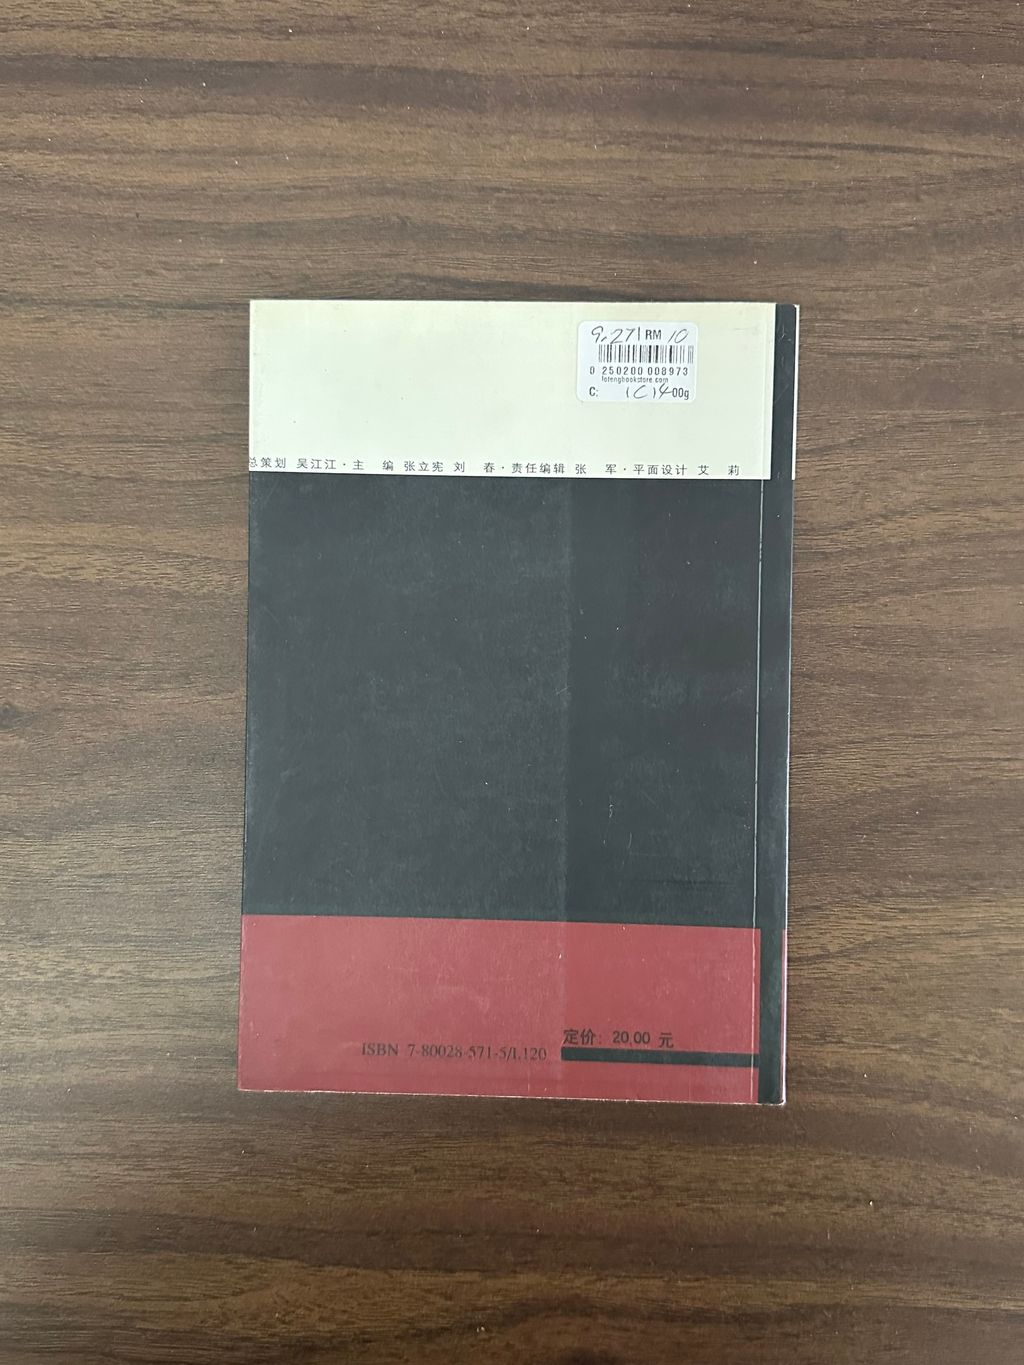 9.271 RM 10
0 250200 008973
fatengbookstore.com
C: 00g
总策划 吴江江·主 编 张立宪 刘 春·责任编辑 张 军·平面设计 艾 莉
定价: 20.00 元
ISBN 7-80028-571-5/I.120